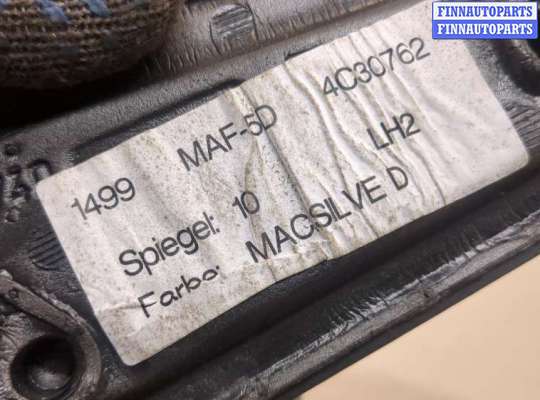 FINNAUTOPARTS
FINNAUTOPARTS
1499 MAF-5D 4C30762
Spiegel: 10 LH2
Farbe: MACSILVE D